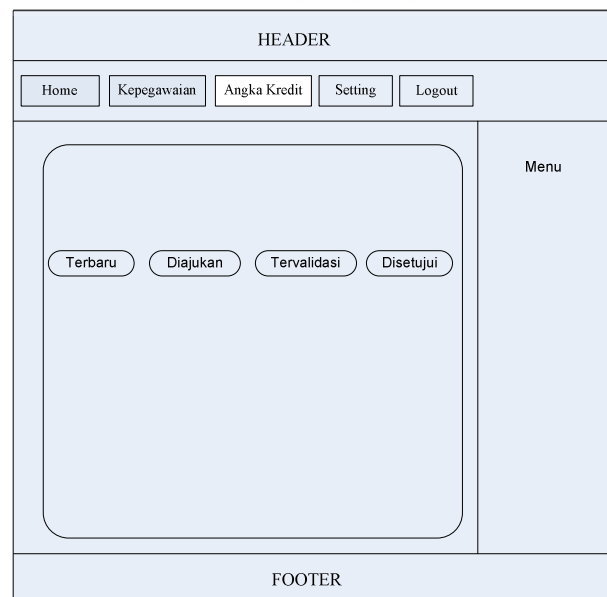 HEADER
Home Kepegawaian Angka Kredit Setting Logout
Menu
Terbaru Diajukan Tervalidasi Disetujui
FOOTER